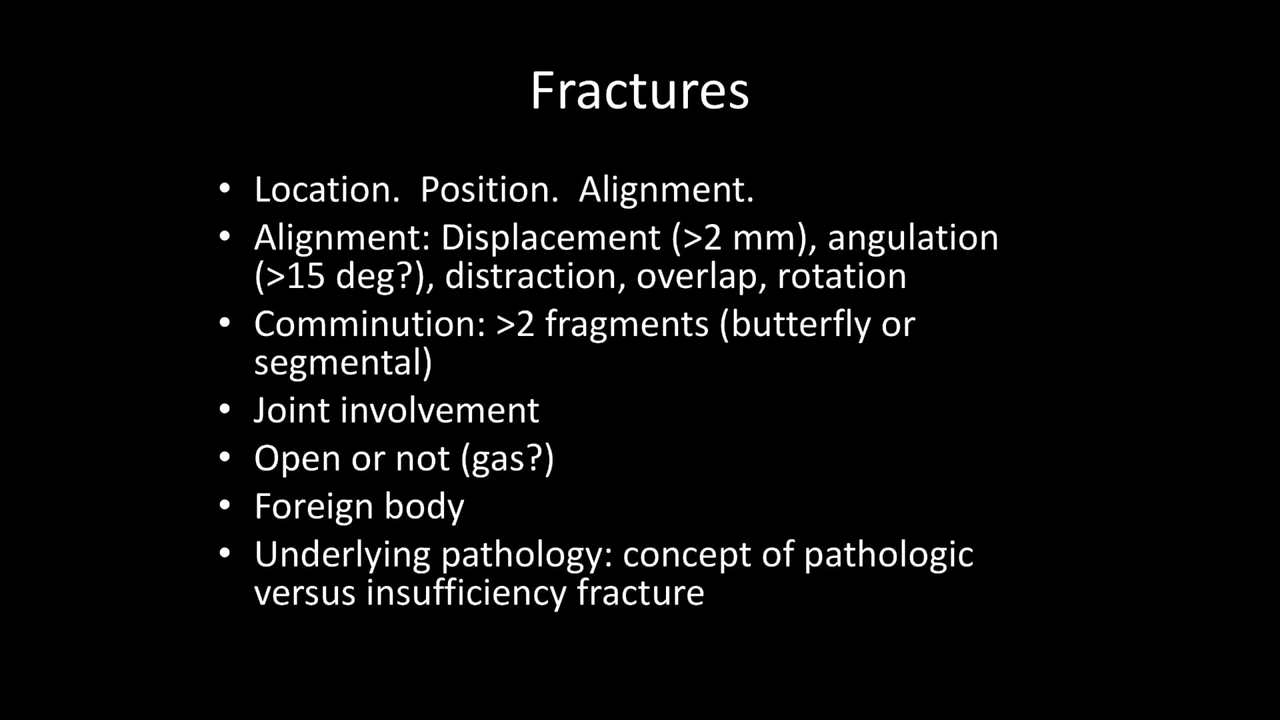 Fractures
• Location.  Position.  Alignment.
• Alignment: Displacement (>2 mm), angulation
(>15 deg?), distraction, overlap, rotation
• Comminution: >2 fragments (butterfly or
segmental)
• Joint involvement
• Open or not (gas?)
• Foreign body
• Underlying pathology: concept of pathologic
versus insufficiency fracture